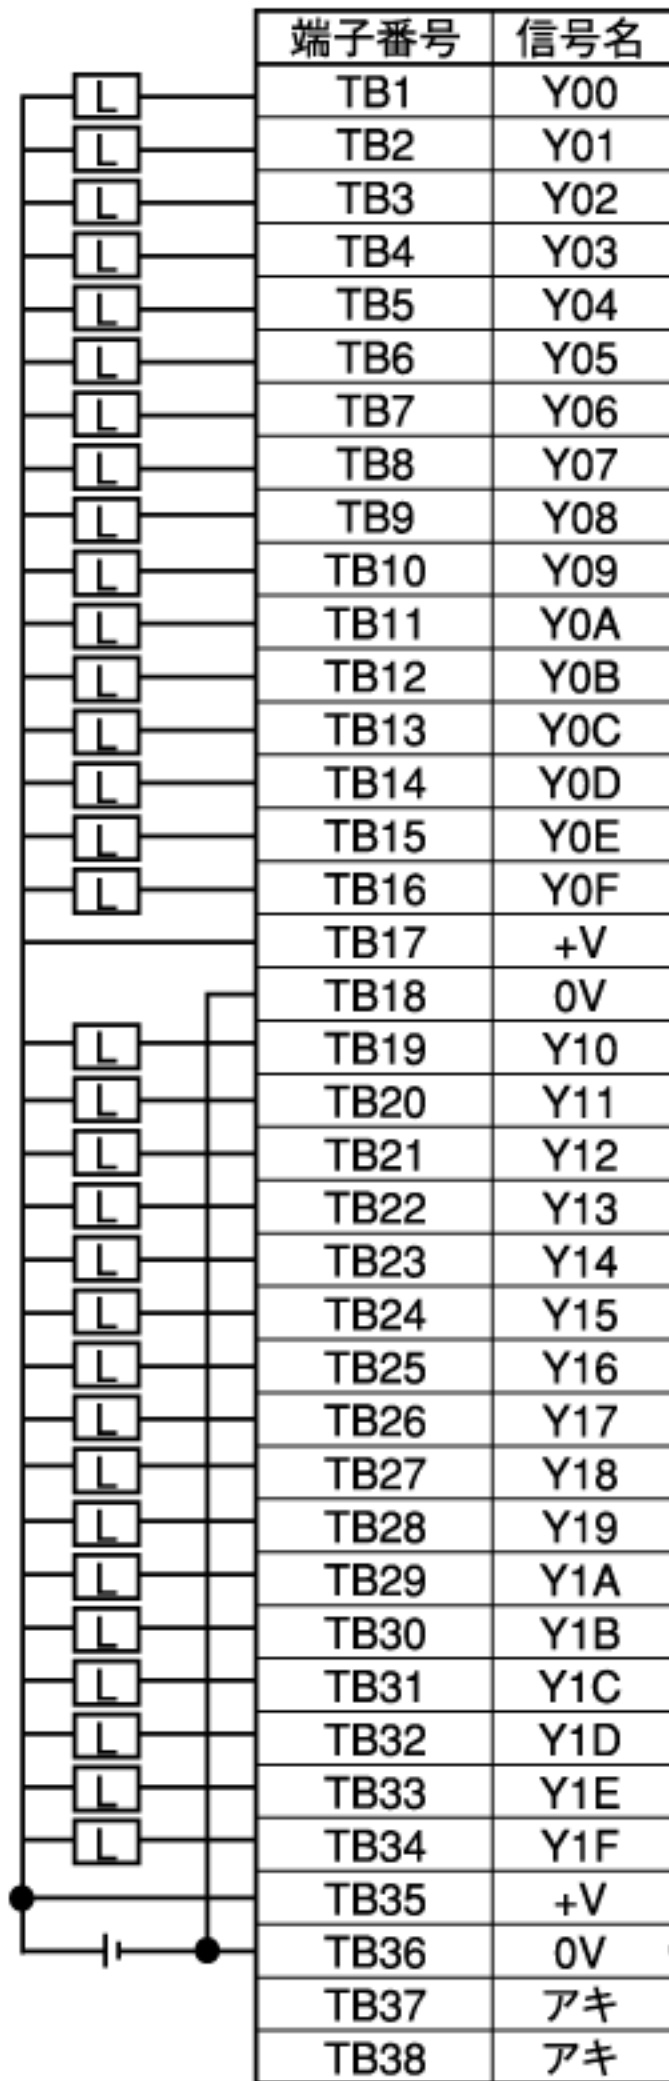 端子番号 信号名
L TB1 Y00
L TB2 Y01
L TB3 Y02
L TB4 Y03
L TB5 Y04
L TB6 Y05
L TB7 Y06
L TB8 Y07
L TB9 Y08
L TB10 Y09
L TB11 Y0A
L TB12 Y0B
L TB13 Y0C
L TB14 Y0D
L TB15 Y0E
L TB16 Y0F
TB17 +V
TB18 0V
L TB19 Y10
L TB20 Y11
L TB21 Y12
L TB22 Y13
L TB23 Y14
L TB24 Y15
L TB25 Y16
L TB26 Y17
L TB27 Y18
L TB28 Y19
L TB29 Y1A
L TB30 Y1B
L TB31 Y1C
L TB32 Y1D
L TB33 Y1E
L TB34 Y1F
TB35 +V
TB36 0V
TB37 アキ
TB38 アキ